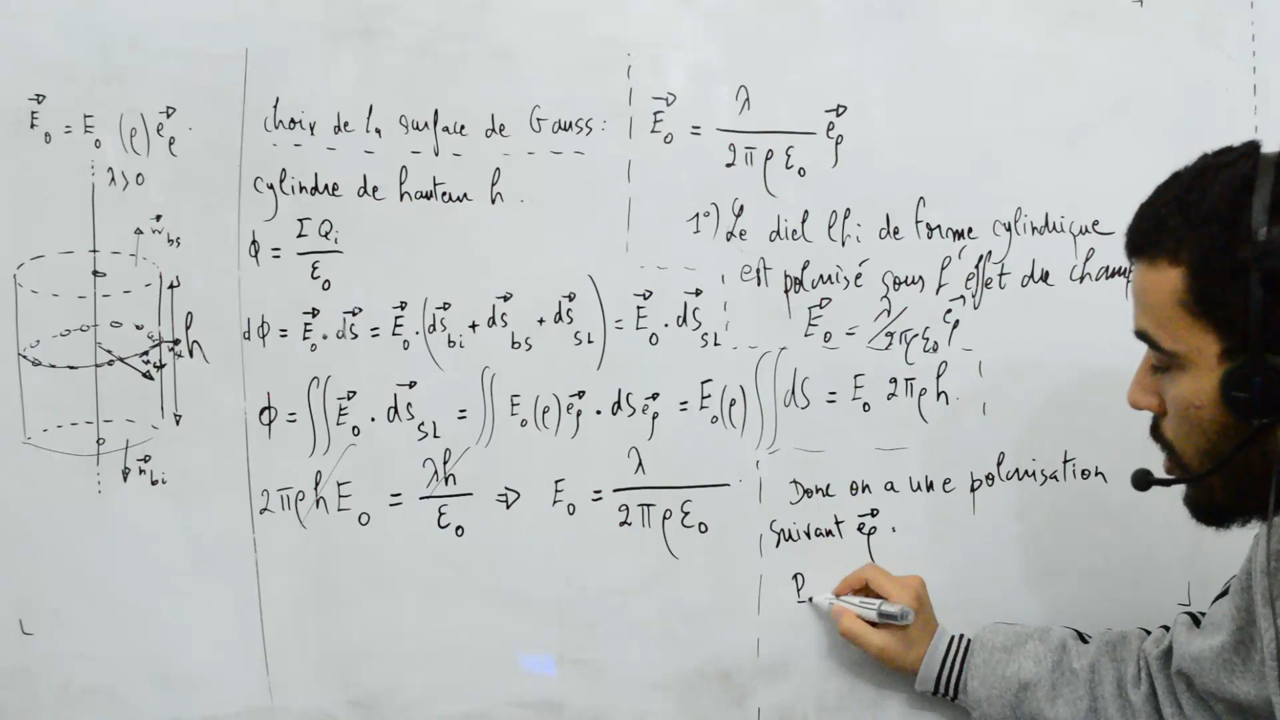 E⃗₀ = E₀ (ρ) e⃗ρ.
λ > 0
n⃗bs
h
n⃗bi
choix de la surface de Gauss :
cylindre de hauteur h.
ϕ = Σ Qi / ε₀
dϕ = E⃗₀ . dS⃗ = E⃗₀ . (dS⃗bi + dS⃗bs + dS⃗SL) = E⃗₀ . dS⃗SL
ϕ = ∬ E⃗₀ . dS⃗SL = ∬ E₀(ρ) e⃗ρ . dS e⃗ρ = E₀(ρ) ∬ dS = E₀ 2πρh.
2πρh E₀ = λh / ε₀ ⇒ E₀ = λ / 2πρε₀
E⃗₀ = λ / 2πρε₀ e⃗ρ
1°) Le diel lhi de forme cylindrique
est polarisé sous l'effet du champ
E⃗₀ = λ / 2πρε₀ e⃗ρ
Donc on a une polarisation
suivant e⃗ρ.
P